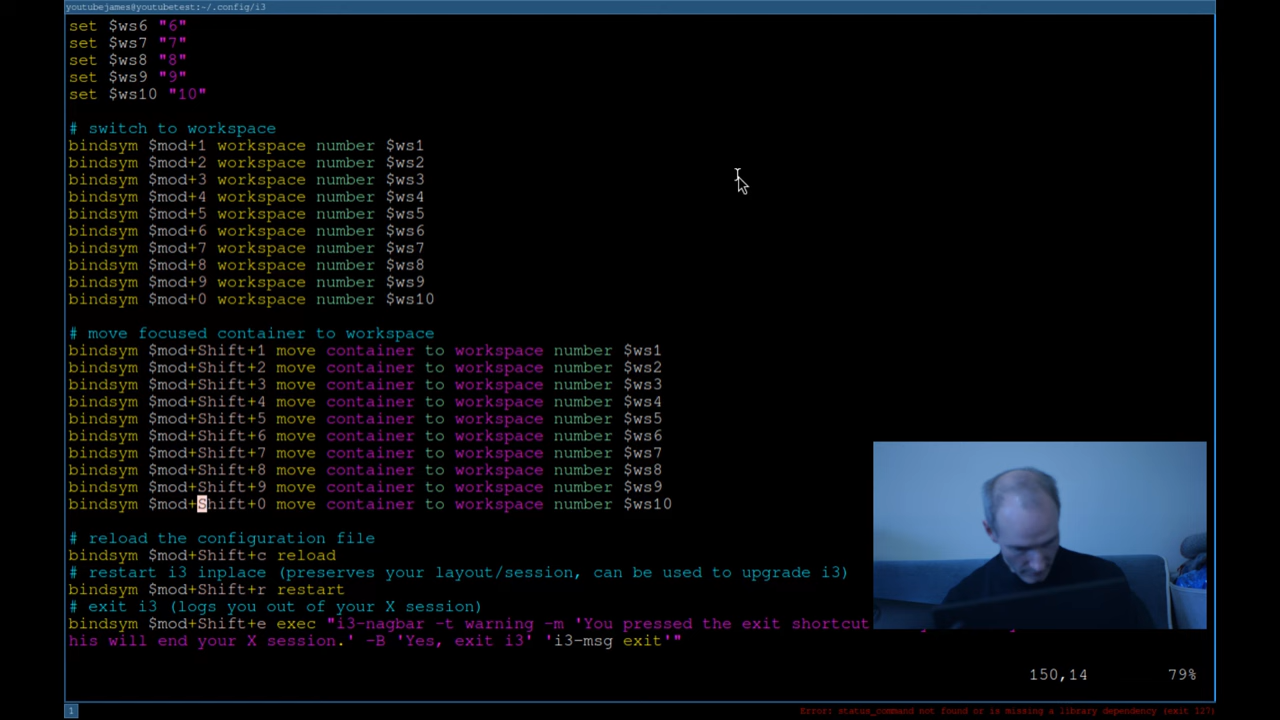 youtubejames@youtubetest:~/.config/i3
set $ws6 "6"
set $ws7 "7"
set $ws8 "8"
set $ws9 "9"
set $ws10 "10"
# switch to workspace
bindsym $mod+1 workspace number $ws1
bindsym $mod+2 workspace number $ws2
bindsym $mod+3 workspace number $ws3
bindsym $mod+4 workspace number $ws4
bindsym $mod+5 workspace number $ws5
bindsym $mod+6 workspace number $ws6
bindsym $mod+7 workspace number $ws7
bindsym $mod+8 workspace number $ws8
bindsym $mod+9 workspace number $ws9
bindsym $mod+0 workspace number $ws10
# move focused container to workspace
bindsym $mod+Shift+1 move container to workspace number $ws1
bindsym $mod+Shift+2 move container to workspace number $ws2
bindsym $mod+Shift+3 move container to workspace number $ws3
bindsym $mod+Shift+4 move container to workspace number $ws4
bindsym $mod+Shift+5 move container to workspace number $ws5
bindsym $mod+Shift+6 move container to workspace number $ws6
bindsym $mod+Shift+7 move container to workspace number $ws7
bindsym $mod+Shift+8 move container to workspace number $ws8
bindsym $mod+Shift+9 move container to workspace number $ws9
bindsym $mod+Shift+0 move container to workspace number $ws10
# reload the configuration file
bindsym $mod+Shift+c reload
# restart i3 inplace (preserves your layout/session, can be used to upgrade i3)
bindsym $mod+Shift+r restart
# exit i3 (logs you out of your X session)
bindsym $mod+Shift+e exec "i3-nagbar -t warning -m 'You pressed the exit shortcut
his will end your X session.' -B 'Yes, exit i3' 'i3-msg exit'"
150,14 79%
1 Error: status_command not found or is missing a library dependency (exit 127)